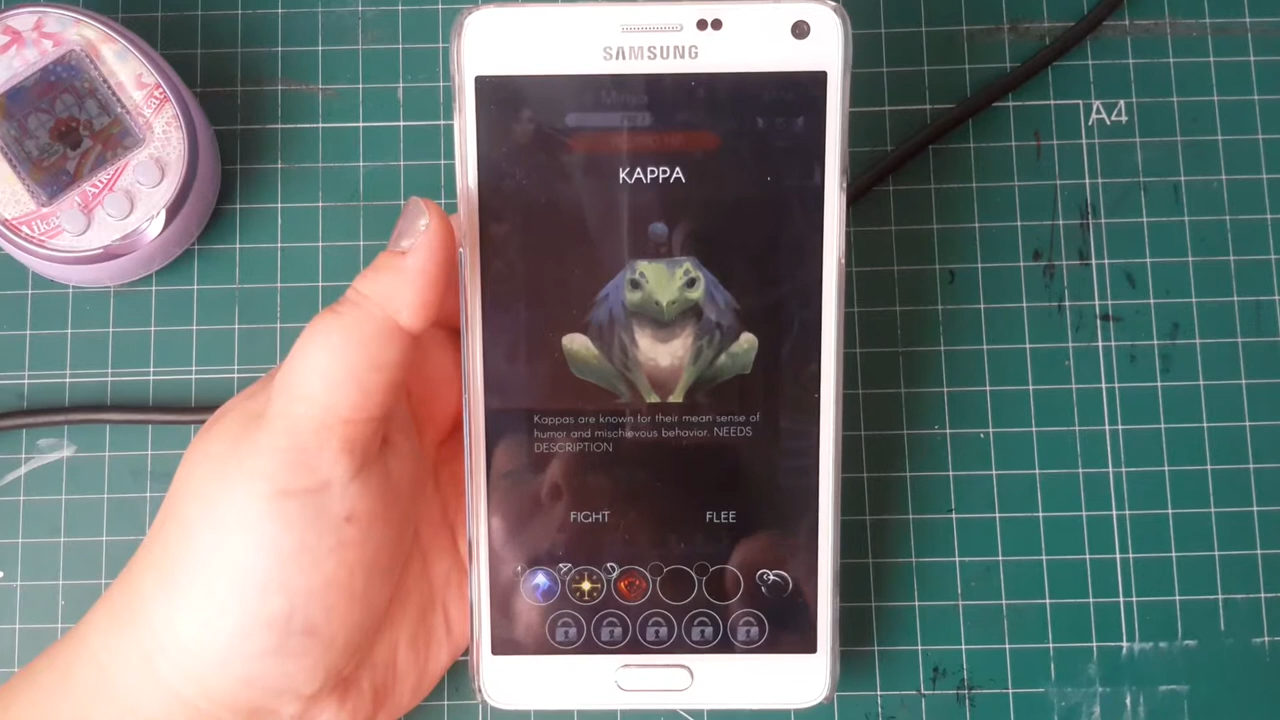 SAMSUNG
A4
KAPPA
Kappas are known for their mean sense of
humor and mischievous behavior. NEEDS
DESCRIPTION
FIGHT
FLEE